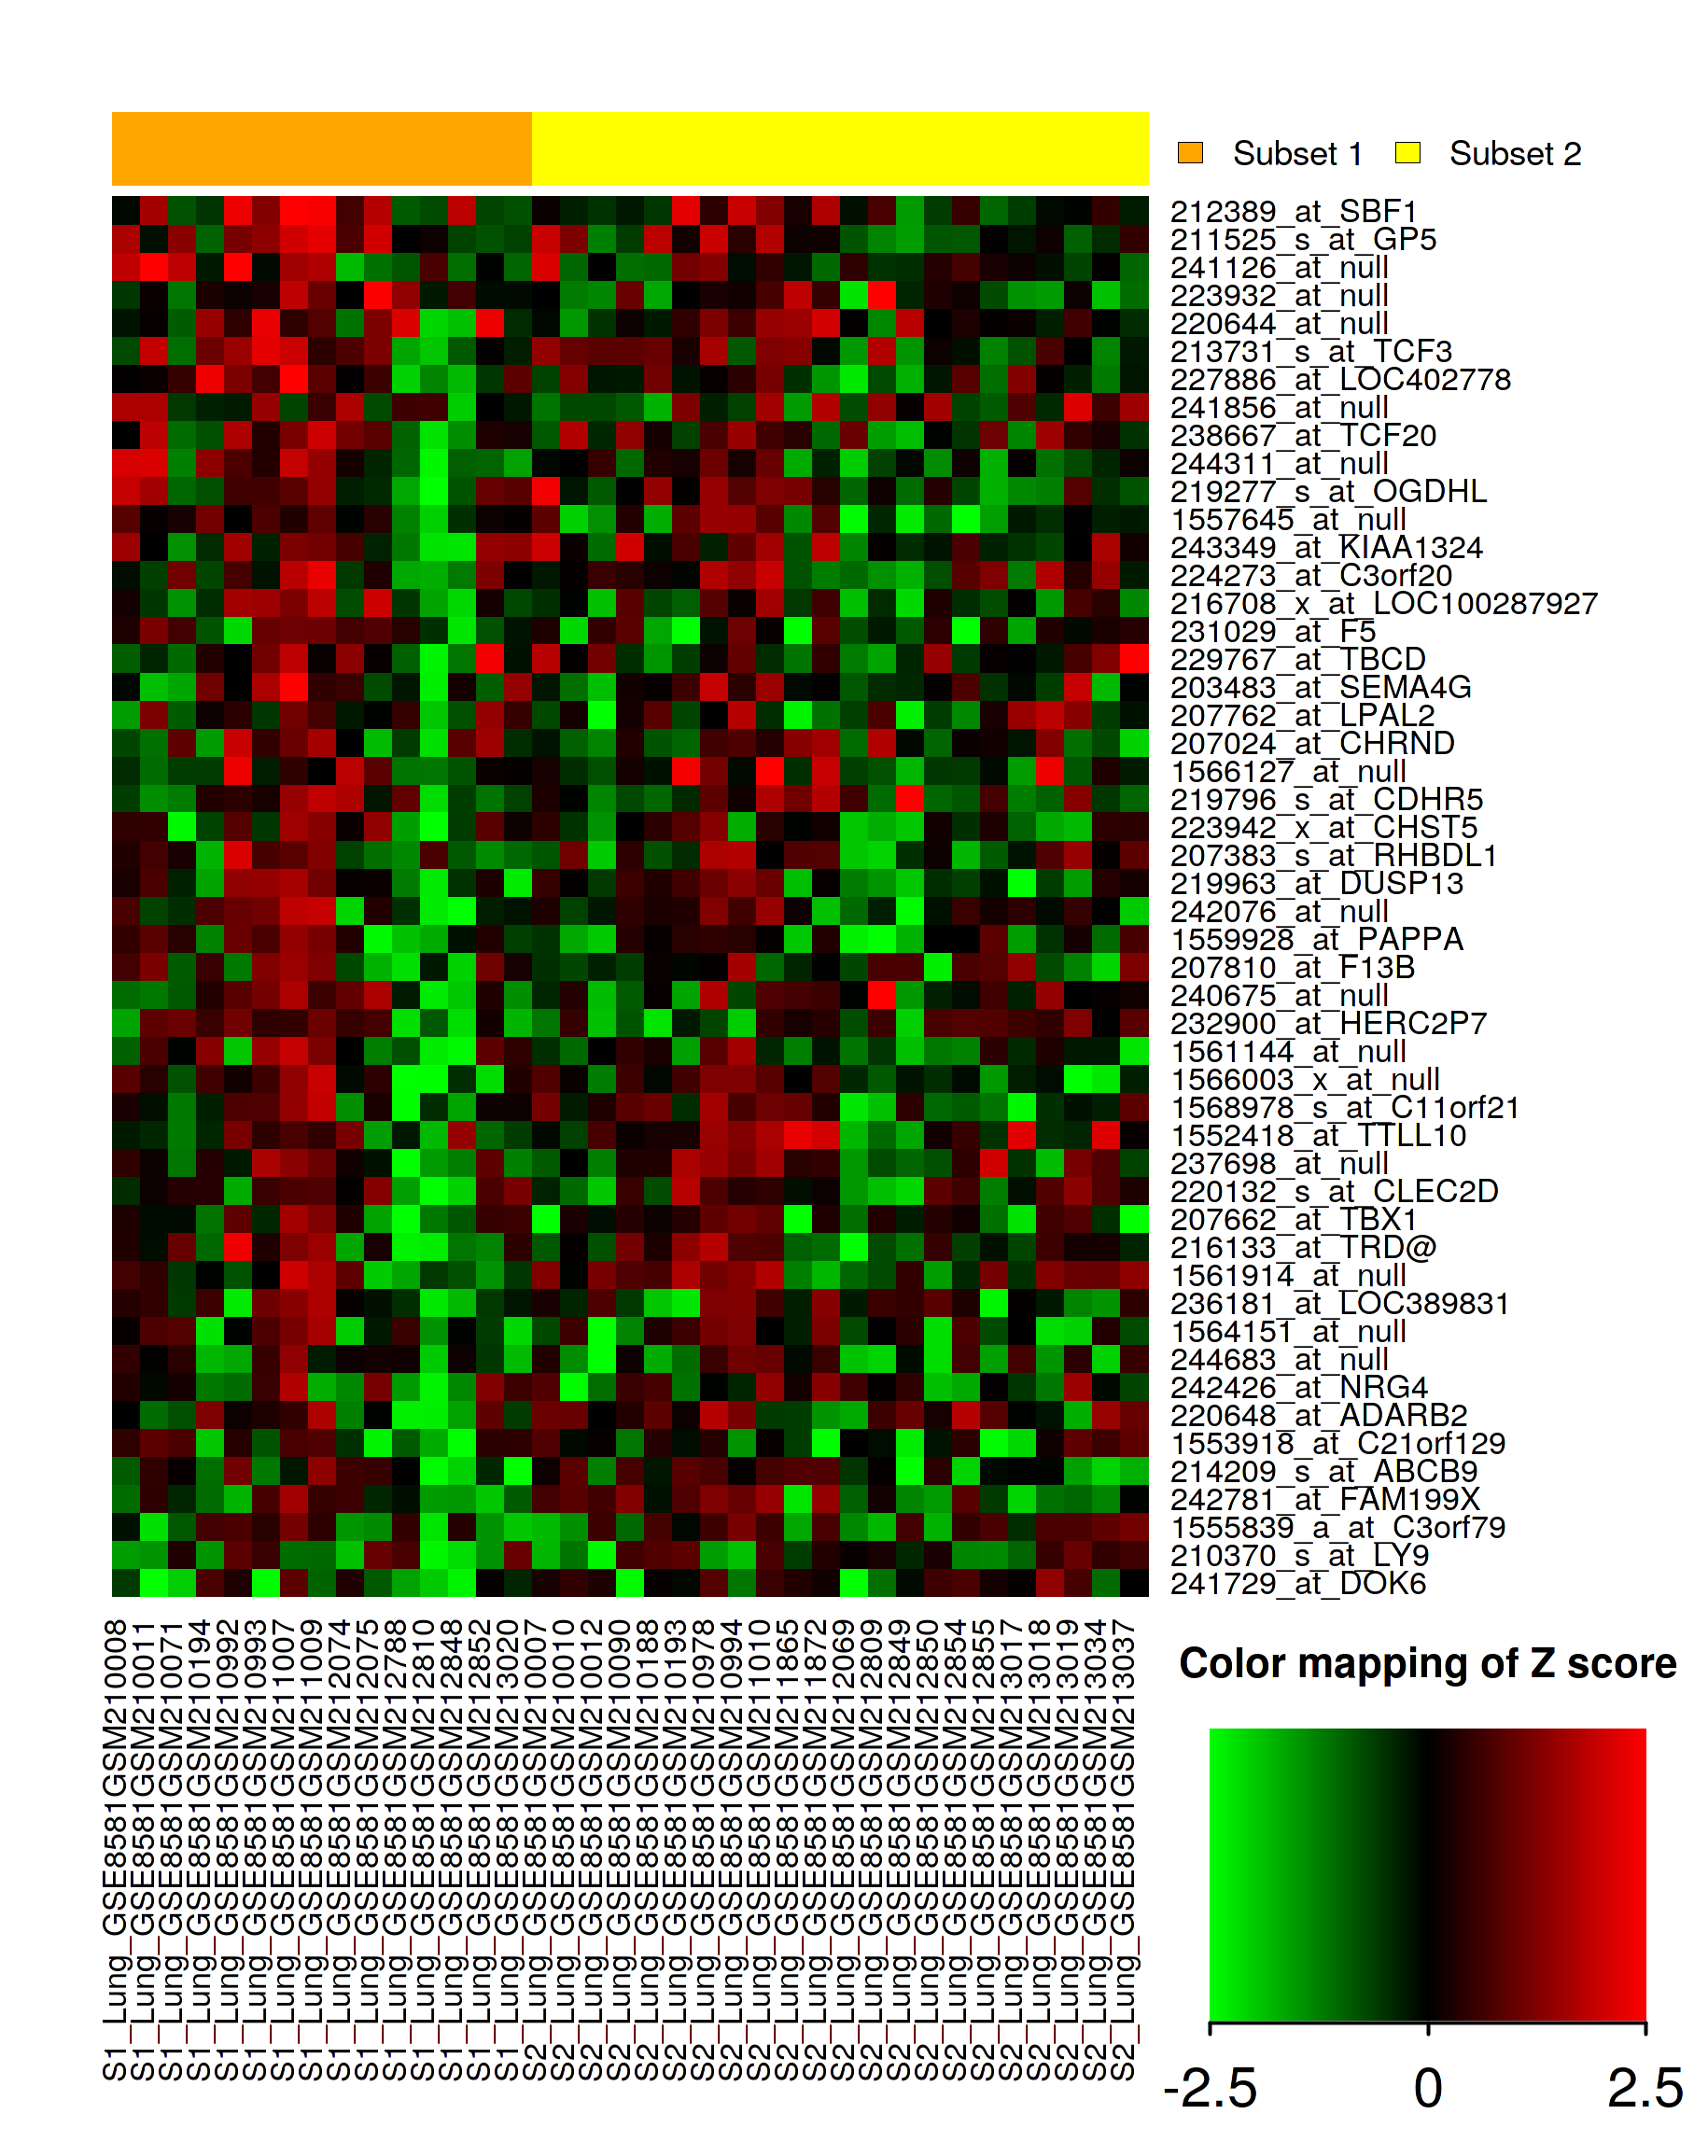 Subset 1
Subset 2
212389_at_SBF1
211525_s_at_GP5
241126_at_null
223932_at_null
220644_at_null
213731_s_at_TCF3
227886_at_LOC402778
241856_at_null
238667_at_TCF20
244311_at_null
219277_s_at_OGDHL
1557645_at_null
243349_at_KIAA1324
224273_at_C3orf20
216708_x_at_LOC100287927
231029_at_F5
229767_at_TBCD
203483_at_SEMA4G
207762_at_LPAL2
207024_at_CHRND
1566127_at_null
219796_s_at_CDHR5
223942_x_at_CHST5
207383_s_at_RHBDL1
219963_at_DUSP13
242076_at_null
1559928_at_PAPPA
207810_at_F13B
240675_at_null
232900_at_HERC2P7
1561144_at_null
1566003_x_at_null
1568978_s_at_C11orf21
1552418_at_TTLL10
237698_at_null
220132_s_at_CLEC2D
207662_at_TBX1
216133_at_TRD@
1561914_at_null
236181_at_LOC389831
1564151_at_null
244683_at_null
242426_at_NRG4
220648_at_ADARB2
1553918_at_C21orf129
214209_s_at_ABCB9
242781_at_FAM199X
1555839_a_at_C3orf79
210370_s_at_LY9
241729_at_DOK6
S1_Lung_GSE8581GSM210008
S1_Lung_GSE8581GSM210011
S1_Lung_GSE8581GSM210071
S1_Lung_GSE8581GSM210194
S1_Lung_GSE8581GSM210992
S1_Lung_GSE8581GSM210993
S1_Lung_GSE8581GSM211007
S1_Lung_GSE8581GSM211009
S1_Lung_GSE8581GSM212074
S1_Lung_GSE8581GSM212075
S1_Lung_GSE8581GSM212788
S1_Lung_GSE8581GSM212810
S1_Lung_GSE8581GSM212848
S1_Lung_GSE8581GSM212852
S1_Lung_GSE8581GSM213020
S2_Lung_GSE8581GSM210007
S2_Lung_GSE8581GSM210010
S2_Lung_GSE8581GSM210012
S2_Lung_GSE8581GSM210090
S2_Lung_GSE8581GSM210188
S2_Lung_GSE8581GSM210193
S2_Lung_GSE8581GSM210978
S2_Lung_GSE8581GSM210994
S2_Lung_GSE8581GSM211010
S2_Lung_GSE8581GSM211865
S2_Lung_GSE8581GSM211872
S2_Lung_GSE8581GSM212069
S2_Lung_GSE8581GSM212809
S2_Lung_GSE8581GSM212849
S2_Lung_GSE8581GSM212850
S2_Lung_GSE8581GSM212854
S2_Lung_GSE8581GSM212855
S2_Lung_GSE8581GSM213017
S2_Lung_GSE8581GSM213018
S2_Lung_GSE8581GSM213019
S2_Lung_GSE8581GSM213034
S2_Lung_GSE8581GSM213037
Color mapping of Z score
-2.5
0
2.5